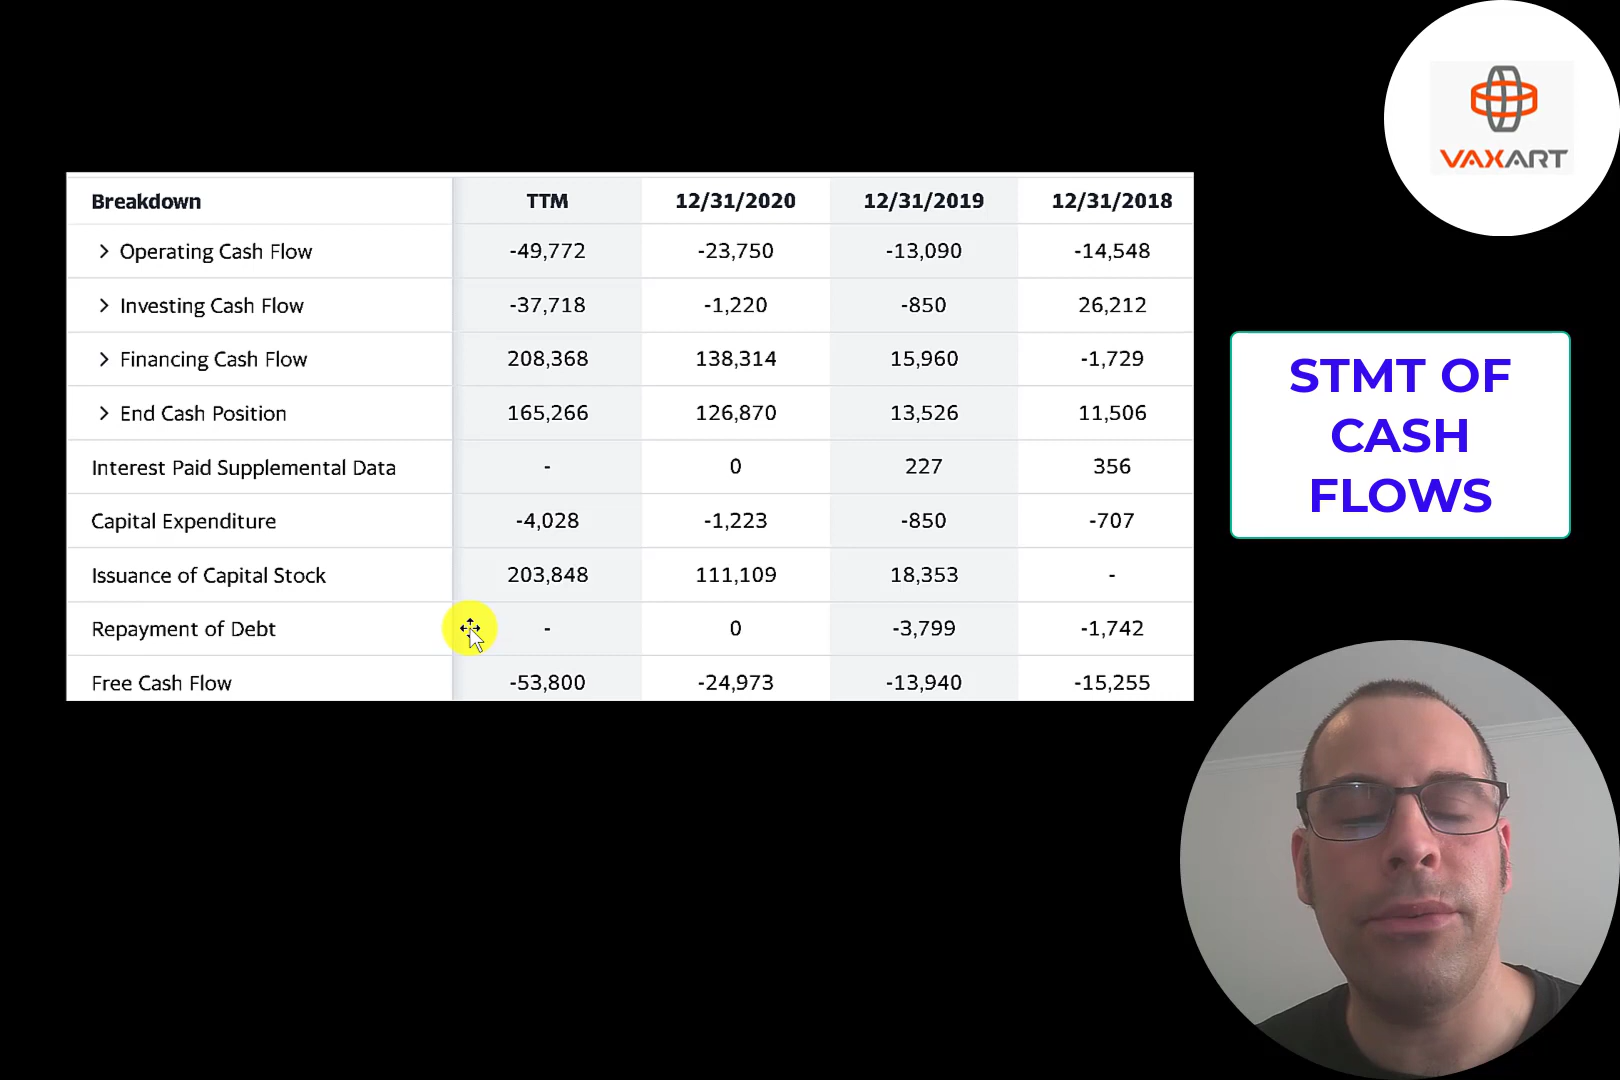 VAXART
Breakdown TTM 12/31/2020 12/31/2019 12/31/2018
Operating Cash Flow -49,772 -23,750 -13,090 -14,548
Investing Cash Flow -37,718 -1,220 -850 26,212
Financing Cash Flow 208,368 138,314 15,960 -1,729
End Cash Position 165,266 126,870 13,526 11,506
Interest Paid Supplemental Data - 0 227 356
Capital Expenditure -4,028 -1,223 -850 -707
Issuance of Capital Stock 203,848 111,109 18,353 -
Repayment of Debt - 0 -3,799 -1,742
Free Cash Flow -53,800 -24,973 -13,940 -15,255
STMT OF
CASH
FLOWS